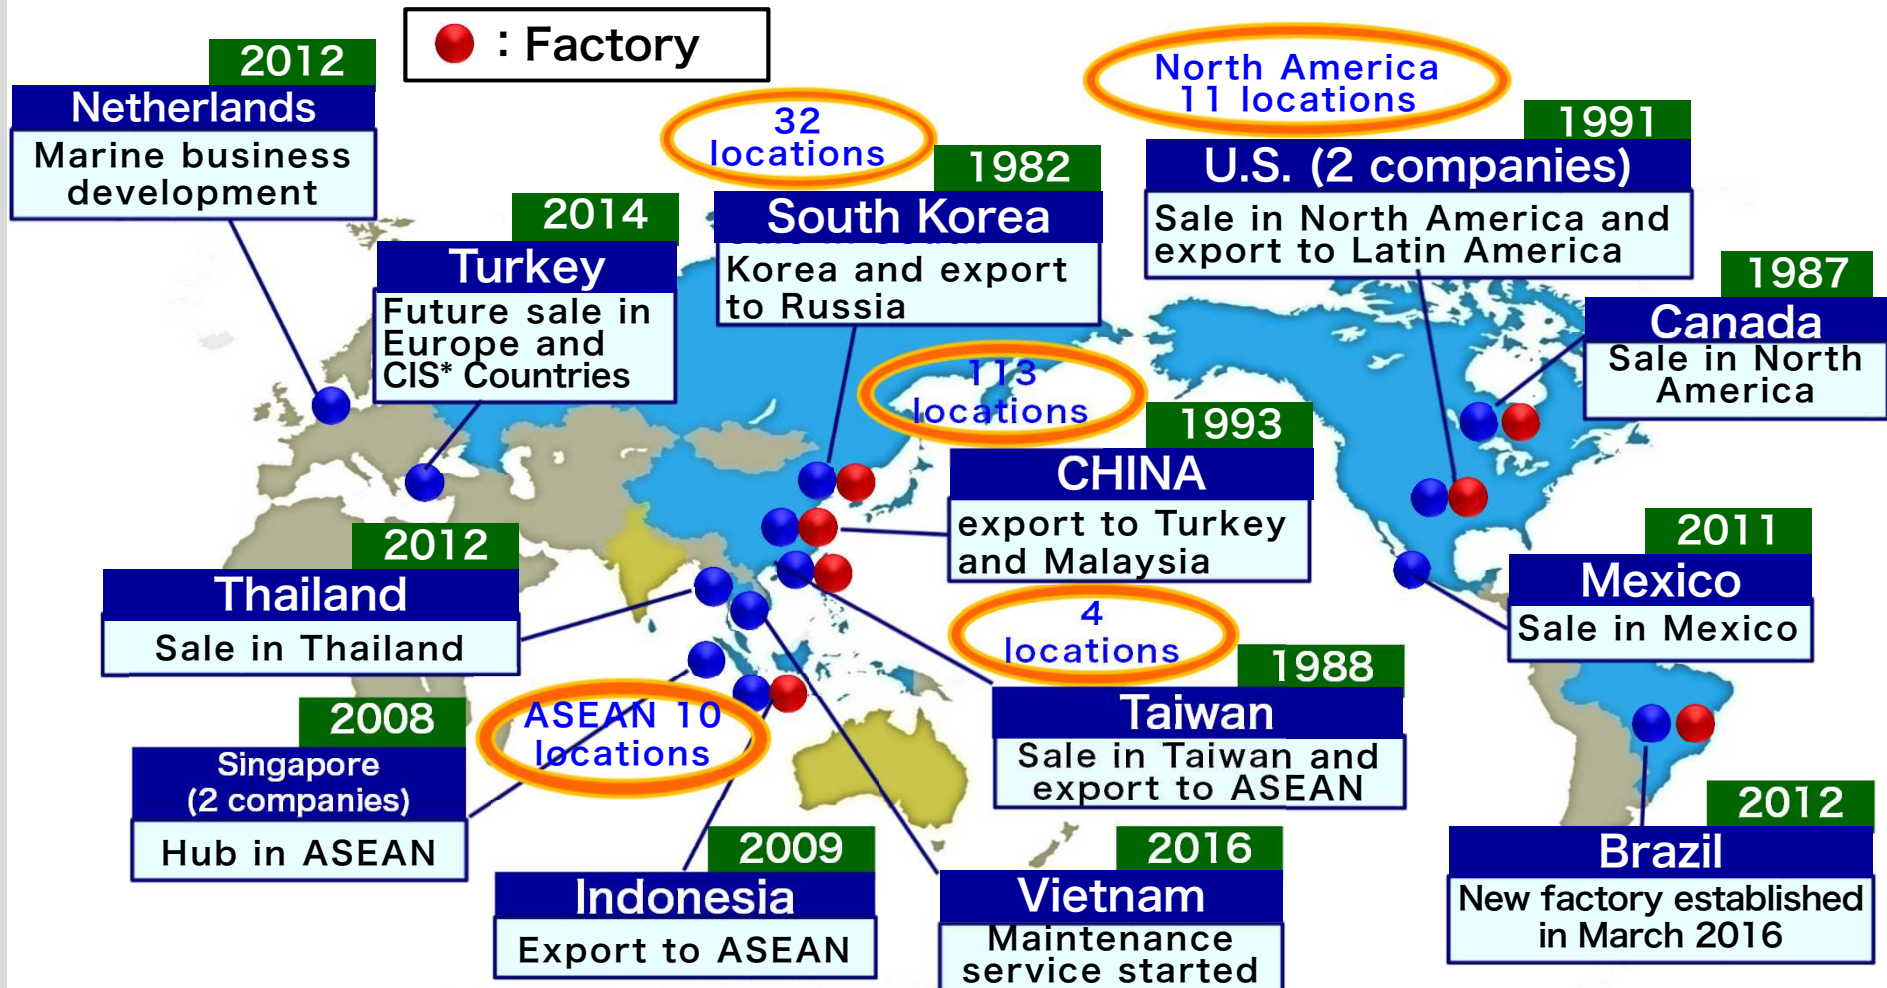 : Factory
2012
Netherlands
Marine business
development
2014
Turkey
Future sale in
Europe and
CIS* Countries
32
locations
1982
South Korea
Korea and export
to Russia
North America
11 locations
1991
U.S. (2 companies)
Sale in North America and
export to Latin America
1987
Canada
Sale in North
America
113
locations
1993
CHINA
export to Turkey
and Malaysia
2012
Thailand
Sale in Thailand
2011
Mexico
Sale in Mexico
4
locations
1988
Taiwan
Sale in Taiwan and
export to ASEAN
2008
Singapore
(2 companies)
Hub in ASEAN
ASEAN 10
locations
2009
Indonesia
Export to ASEAN
2016
Vietnam
Maintenance
service started
2012
Brazil
New factory established
in March 2016